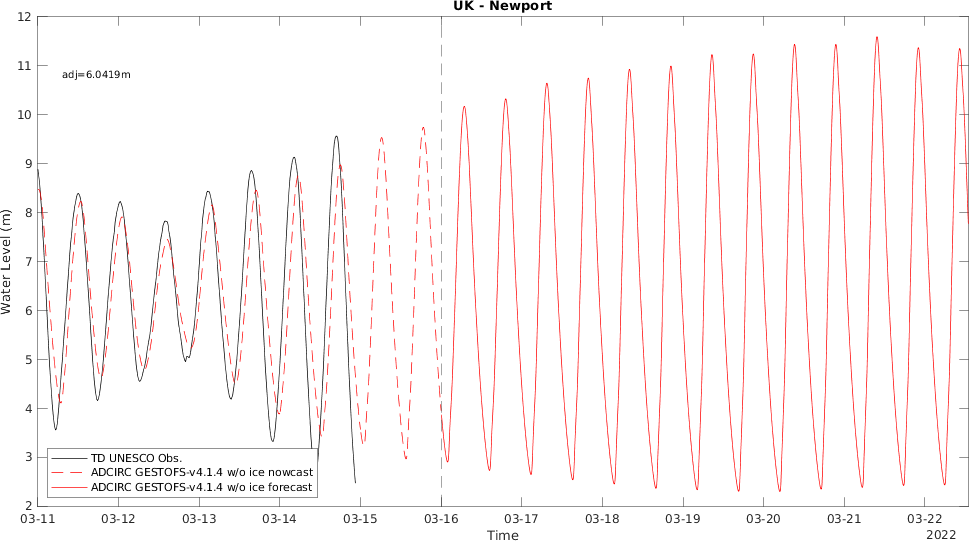 UK - Newport
12
11
10
9
8
7
6
5
4
3
2
Water Level (m)
adj=6.0419m
TD UNESCO Obs.
ADCIRC GESTOFS-v4.1.4 w/o ice nowcast
ADCIRC GESTOFS-v4.1.4 w/o ice forecast
03-11 03-12 03-13 03-14 03-15 03-16 03-17 03-18 03-19 03-20 03-21 03-22
Time
2022